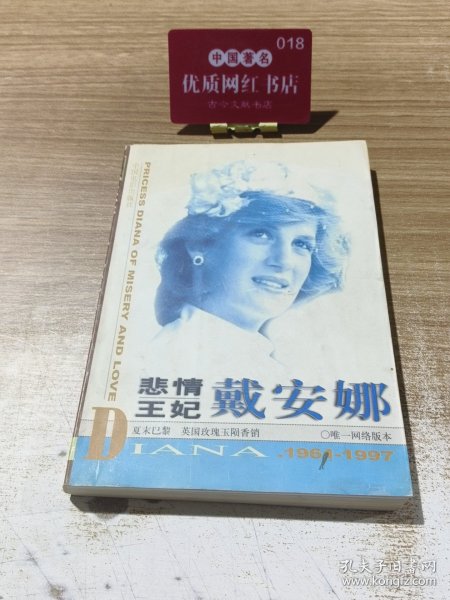 018
中国著名
优质网红书店
古今文献书店
PRICESS DIANA OF MISERY AND LOVE
悲情
王妃
戴安娜
夏末巴黎 英国玫瑰玉陨香销
○唯一网络版本
DIANA
.1961-1997
孔夫子旧书网
www.kongfz.com